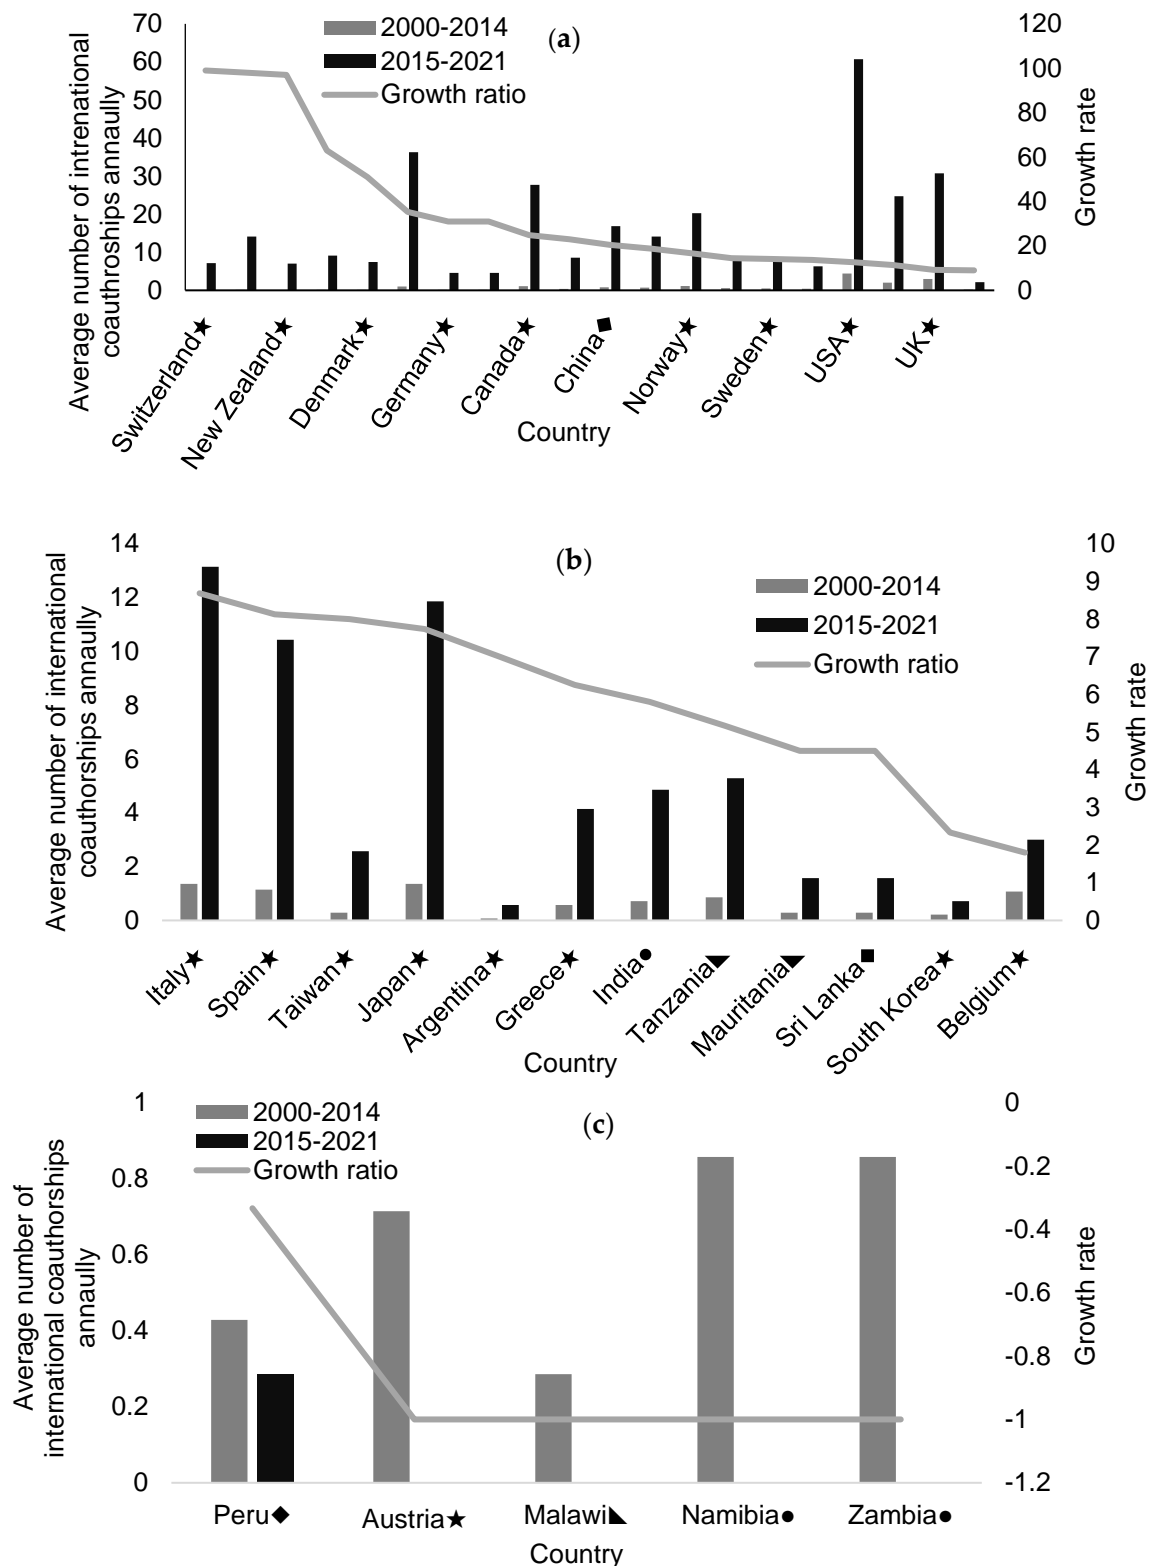 70
60
50
40
30
20
10
0
120
100
80
60
40
20
0
2000-2014
2015-2021
Growth ratio
(a)
Average number of intrenational
coauthroships annaully
Growth rate
Switzerland★
New Zealand★
Denmark★
Germany★
Canada★
China◆
Norway★
Sweden★
USA★
UK★
Country
14
12
10
8
6
4
2
0
10
9
8
7
6
5
4
3
2
1
0
(b)
2000-2014
2015-2021
Growth ratio
Average number of international
coauthorships annaully
Growth rate
Italy★
Spain★
Taiwan★
Japan★
Argentina★
Greece★
India●
Tanzania◣
Mauritania◣
Sri Lanka■
South Korea★
Belgium★
Country
1
0.8
0.6
0.4
0.2
0
0
-0.2
-0.4
-0.6
-0.8
-1
-1.2
2000-2014
2015-2021
Growth ratio
(c)
Average number of
international coauthorships
annaully
Growth rate
Peru◆
Austria★
Malawi◣
Namibia●
Zambia●
Country